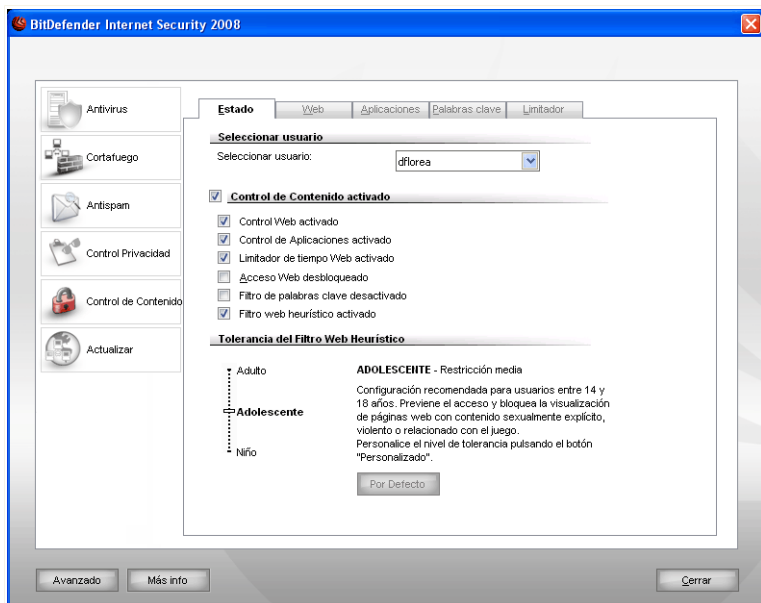 BitDefender Internet Security 2008
Antivirus
Cortafuego
Antispam
Control Privacidad
Control de Contenido
Actualizar
Estado
Web
Aplicaciones
Palabras clave
Limitador
Seleccionar usuario
Seleccionar usuario:
dflorea
Control de Contenido activado
Control Web activado
Control de Aplicaciones activado
Limitador de tiempo Web activado
Acceso Web desbloqueado
Filtro de palabras clave desactivado
Filtro web heurístico activado
Tolerancia del Filtro Web Heurístico
Adulto
Adolescente
Niño
ADOLESCENTE - Restricción media
Configuración recomendada para usuarios entre 14 y
18 años. Previene el acceso y bloquea la visualización
de páginas web con contenido sexualmente explícito,
violento o relacionado con el juego.
Personalice el nivel de tolerancia pulsando el botón
"Personalizado".
Por Defecto
Avanzado
Más info
Cerrar